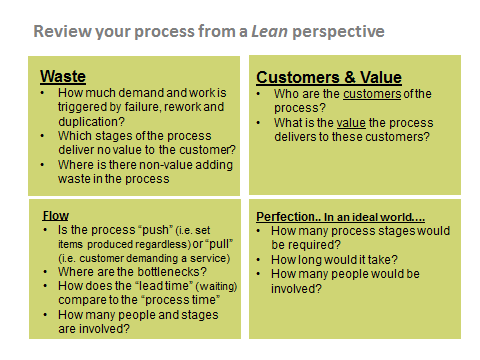 Review your process from a Lean perspective
Waste
• How much demand and work is
triggered by failure, rework and
duplication?
• Which stages of the process
deliver no value to the customer?
• Where is there non-value adding
waste in the process
Customers & Value
• Who are the customers of the
process?
• What is the value the process
delivers to these customers?
Flow
• Is the process “push” (i.e. set
items produced regardless) or “pull”
(i.e. customer demanding a service)
• Where are the bottlenecks?
• How does the “lead time” (waiting)
compare to the “process time”
• How many people and stages
are involved?
Perfection.. In an ideal world….
• How many process stages would
be required?
• How long would it take?
• How many people would be
involved?